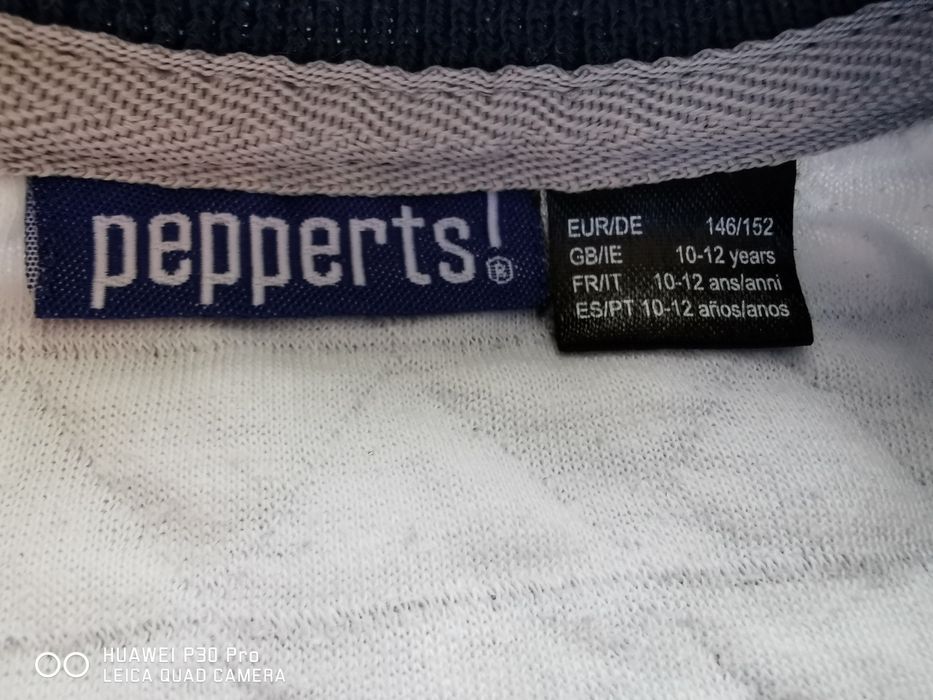 pepperts!®
EUR/DE 146/152
GB/IE 10-12 years
FR/IT 10-12 ans/anni
ES/PT 10-12 años/anos
HUAWEI P30 Pro
LEICA QUAD CAMERA